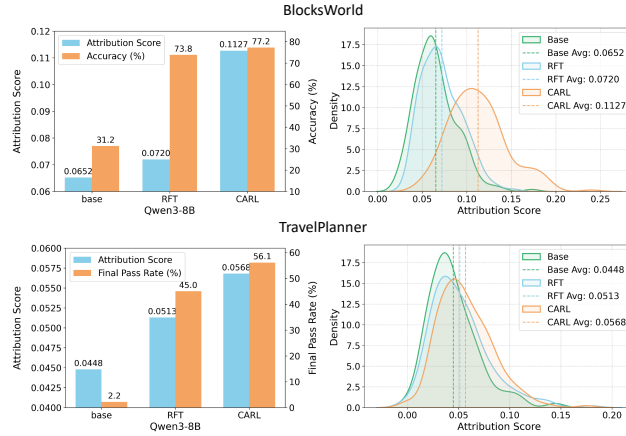 BlocksWorld
0.12
0.11
0.10
0.09
0.08
0.07
0.06
Attribution Score
Attribution Score
Accuracy (%)
0.0652
31.2
0.0720
73.8
0.1127
77.2
base
RFT
CARL
Qwen3-8B
80
70
60
50
40
30
20
10
Accuracy (%)
17.5
15.0
12.5
10.0
7.5
5.0
2.5
0.0
Density
Base
Base Avg: 0.0652
RFT
RFT Avg: 0.0720
CARL
CARL Avg: 0.1127
0.00
0.05
0.10
0.15
0.20
0.25
Attribution Score
TravelPlanner
0.0600
0.0575
0.0550
0.0525
0.0500
0.0475
0.0450
0.0425
0.0400
Attribution Score
Attribution Score
Final Pass Rate (%)
0.0448
2.2
0.0513
45.0
0.0568
56.1
base
RFT
CARL
Qwen3-8B
60
50
40
30
20
10
0
Final Pass Rate (%)
17.5
15.0
12.5
10.0
7.5
5.0
2.5
0.0
Density
Base
Base Avg: 0.0448
RFT
RFT Avg: 0.0513
CARL
CARL Avg: 0.0568
0.00
0.05
0.10
0.15
0.20
Attribution Score